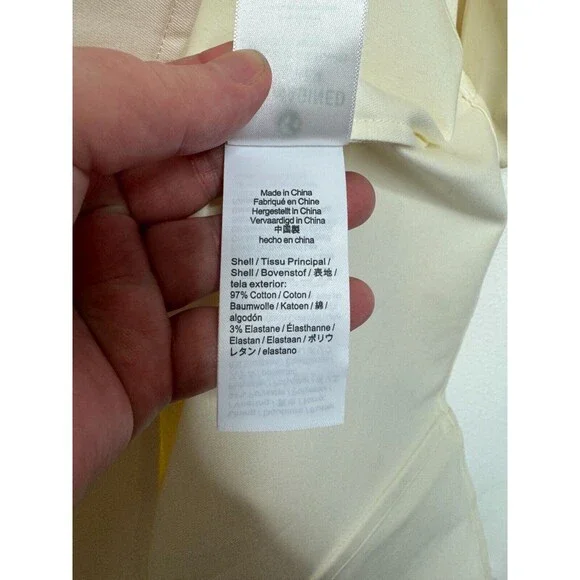 Made in China
Fabriqué en Chine
Hergestellt in China
Vervaardigd in China
中国製
hecho en china
Shell / Tissu Principal /
Shell / Bovenstof / 表地 /
tela exterior:
97% Cotton / Coton /
Baumwolle / Katoen / 綿 /
algodón
3% Elastane / Élasthanne /
Elastan / Elastaan / ポリウ
レタン / elastano